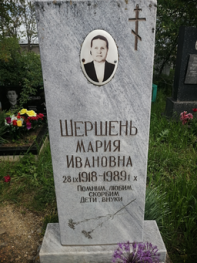 ШЕРШЕНЬ
МАРИЯ
ИВАНОВНА
1918-1989
ПОМНИМ, ЛЮБИМ,
СКОРБИМ
ДЕТИ, ВНУКИ